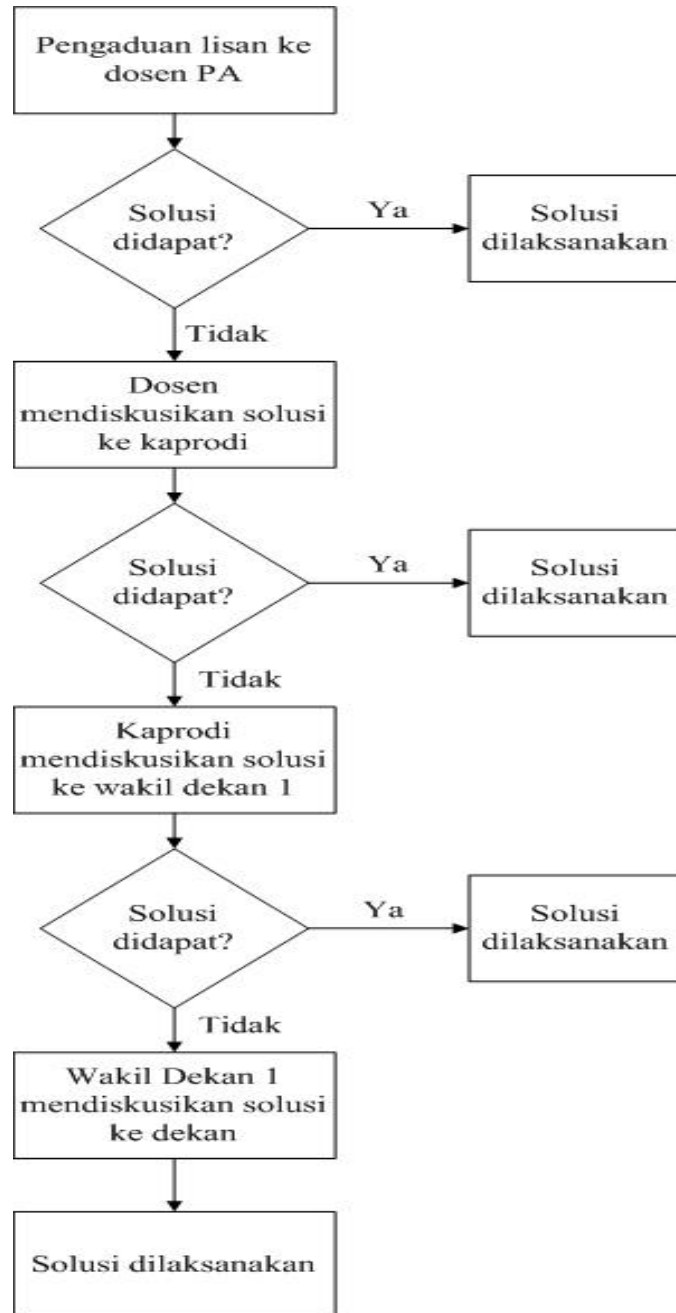 Pengaduan lisan ke
dosen PA
Solusi
didapat?
Ya
Solusi
dilaksanakan
Tidak
Dosen
mendiskusikan solusi
ke kaprodi
Solusi
didapat?
Ya
Solusi
dilaksanakan
Tidak
Kaprodi
mendiskusikan solusi
ke wakil dekan 1
Solusi
didapat?
Ya
Solusi
dilaksanakan
Tidak
Wakil Dekan 1
mendiskusikan solusi
ke dekan
Solusi dilaksanakan